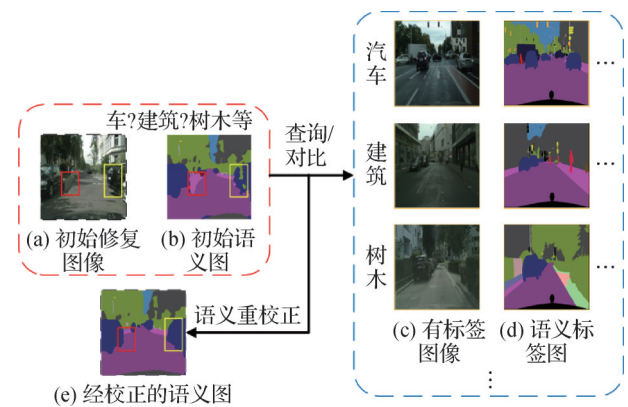 车?建筑?树木等
(a) 初始修复
图像
(b) 初始语
义图
查询/
对比
语义重校正
(e) 经校正的语义图
汽
车
…
建
筑
…
树
木
…
(c) 有标签
图像
(d) 语义标
签图
⋮